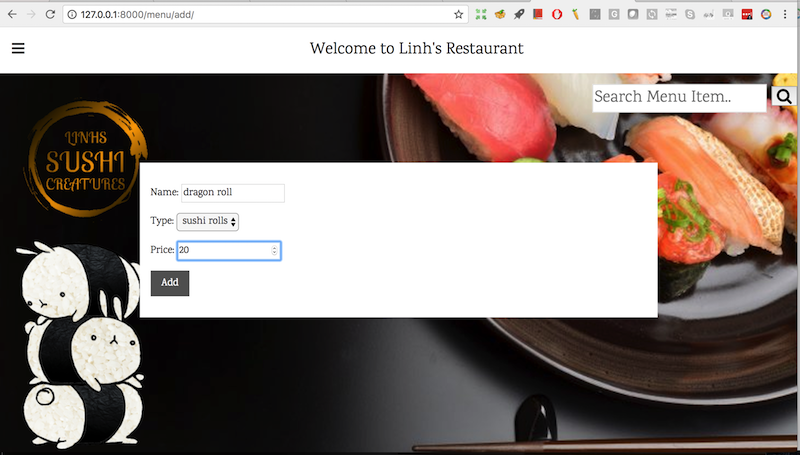 127.0.0.1:8000/menu/add/
Welcome to Linh's Restaurant
Search Menu Item..
LINHS
SUSHI
CREATURES
Name: dragon roll
Type: sushi rolls
Price: 20
Add